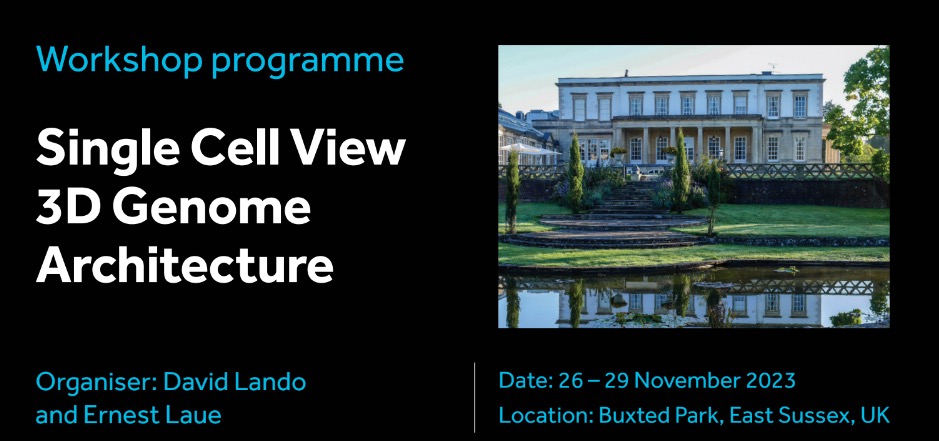 Workshop programme
Single Cell View
3D Genome
Architecture
Organiser: David Lando
and Ernest Laue
Date: 26 – 29 November 2023
Location: Buxted Park, East Sussex, UK